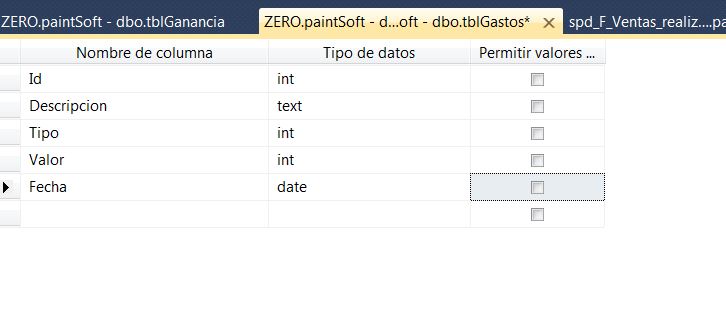 ZERO.paintSoft - dbo.tblGanancia ZERO.paintSoft - d...oft - dbo.tblGastos* spd_F_Ventas_realiz....pa
Nombre de columna Tipo de datos Permitir valores ...
Id int
Descripcion text
Tipo int
Valor int
Fecha date